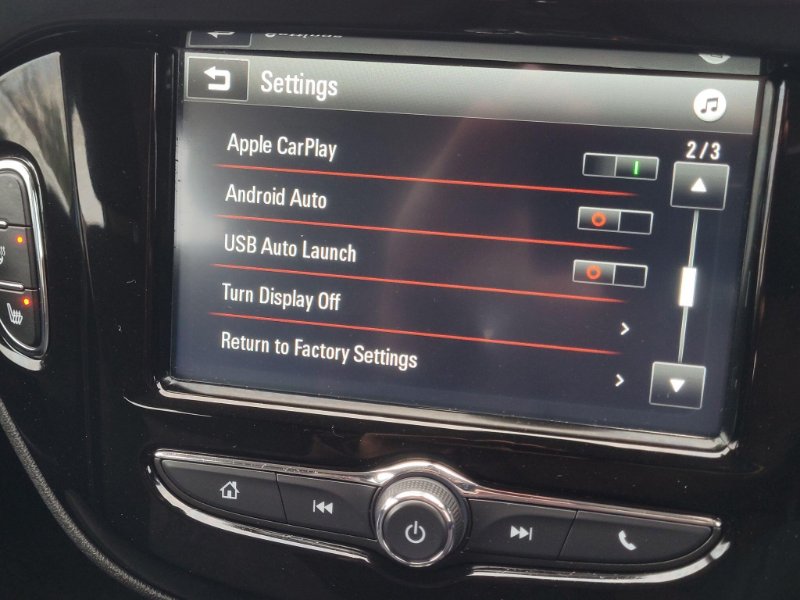 Settings
Apple CarPlay
2/3
Android Auto
USB Auto Launch
Turn Display Off
Return to Factory Settings